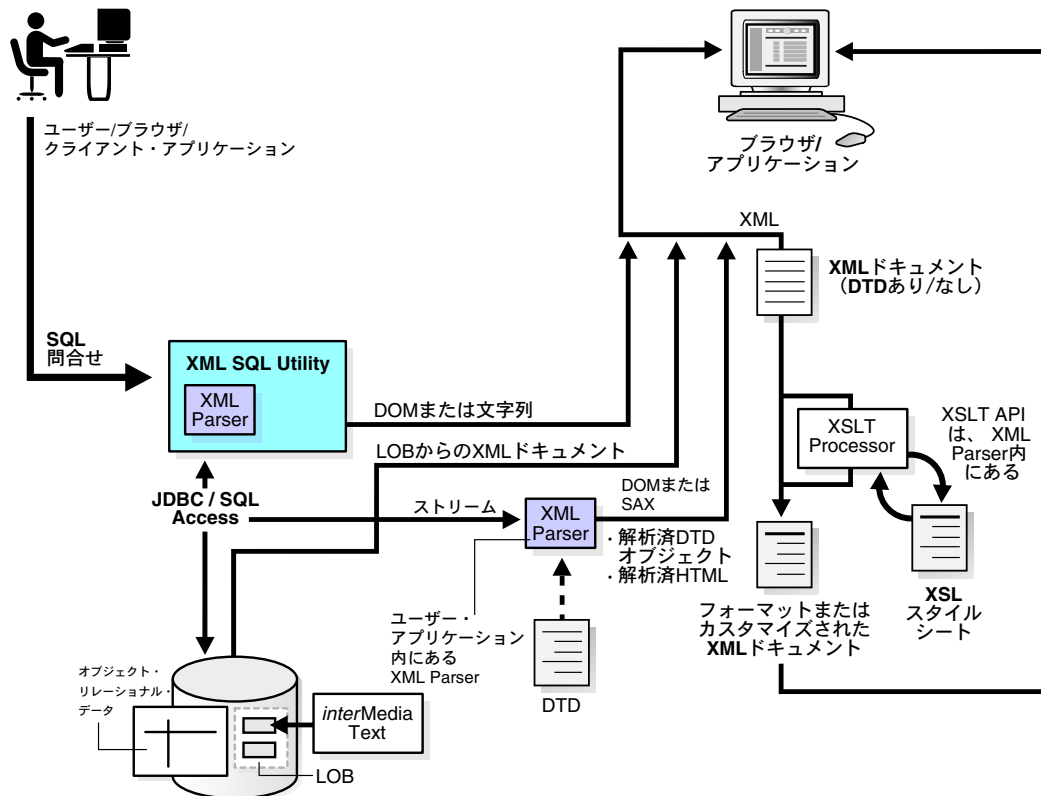 ユーザー/ブラウザ/
クライアント・アプリケーション
ブラウザ/
アプリケーション
XML
XMLドキュメント
（DTDあり/なし）
SQL
問合せ
XML SQL Utility
XML
Parser
DOMまたは文字列
LOBからのXMLドキュメント
XSLT
Processor
XSLT API
は、 XML
Parser内
にある
JDBC / SQL
Access
ストリーム
XML
Parser
DOMまたは
SAX
・解析済DTD
オブジェクト
・解析済HTML
XSL
スタイル
シート
フォーマットまたは
カスタマイズされた
XMLドキュメント
ユーザー・
アプリケーション
内にある
XML Parser
DTD
オブジェクト・
リレーショナル・
データ
interMedia
Text
LOB